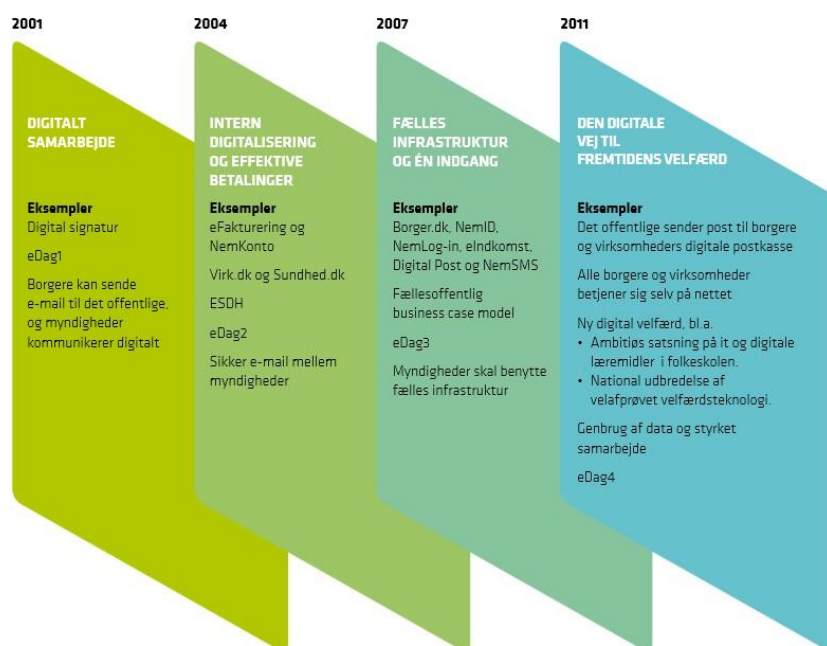 2001
DIGITALT
SAMARBEJDE
Eksempler
Digital signatur
eDag1
Borgere kan sende
e-mail til det offentlige,
og myndigheder
kommunikerer digitalt
2004
INTERN
DIGITALISERING
OG EFFEKTIVE
BETALINGER
Eksempler
eFakturering og
NemKonto
Virk.dk og Sundhed.dk
ESDH
eDag2
Sikker e-mail mellem
myndigheder
2007
FÆLLES
INFRASTRUKTUR
OG ÉN INDGANG
Eksempler
Borger.dk, NemID,
NemLog-in, eIndkomst,
Digital Post og NemSMS
Fællesoffentlig
business case model
eDag3
Myndigheder skal benytte
fælles infrastruktur
2011
DEN DIGITALE
VEJ TIL
FREMTIDENS VELFÆRD
Eksempler
Det offentlige sender post til borgere
og virksomheders digitale postkasse
Alle borgere og virksomheder
betjener sig selv på nettet
Ny digital velfærd, bl.a.
• Ambitiøs satsning på it og digitale
læremidler i folkeskolen.
• National udbredelse af
velafprøvet velfærdsteknologi.
Genbrug af data og styrket
samarbejde
eDag4